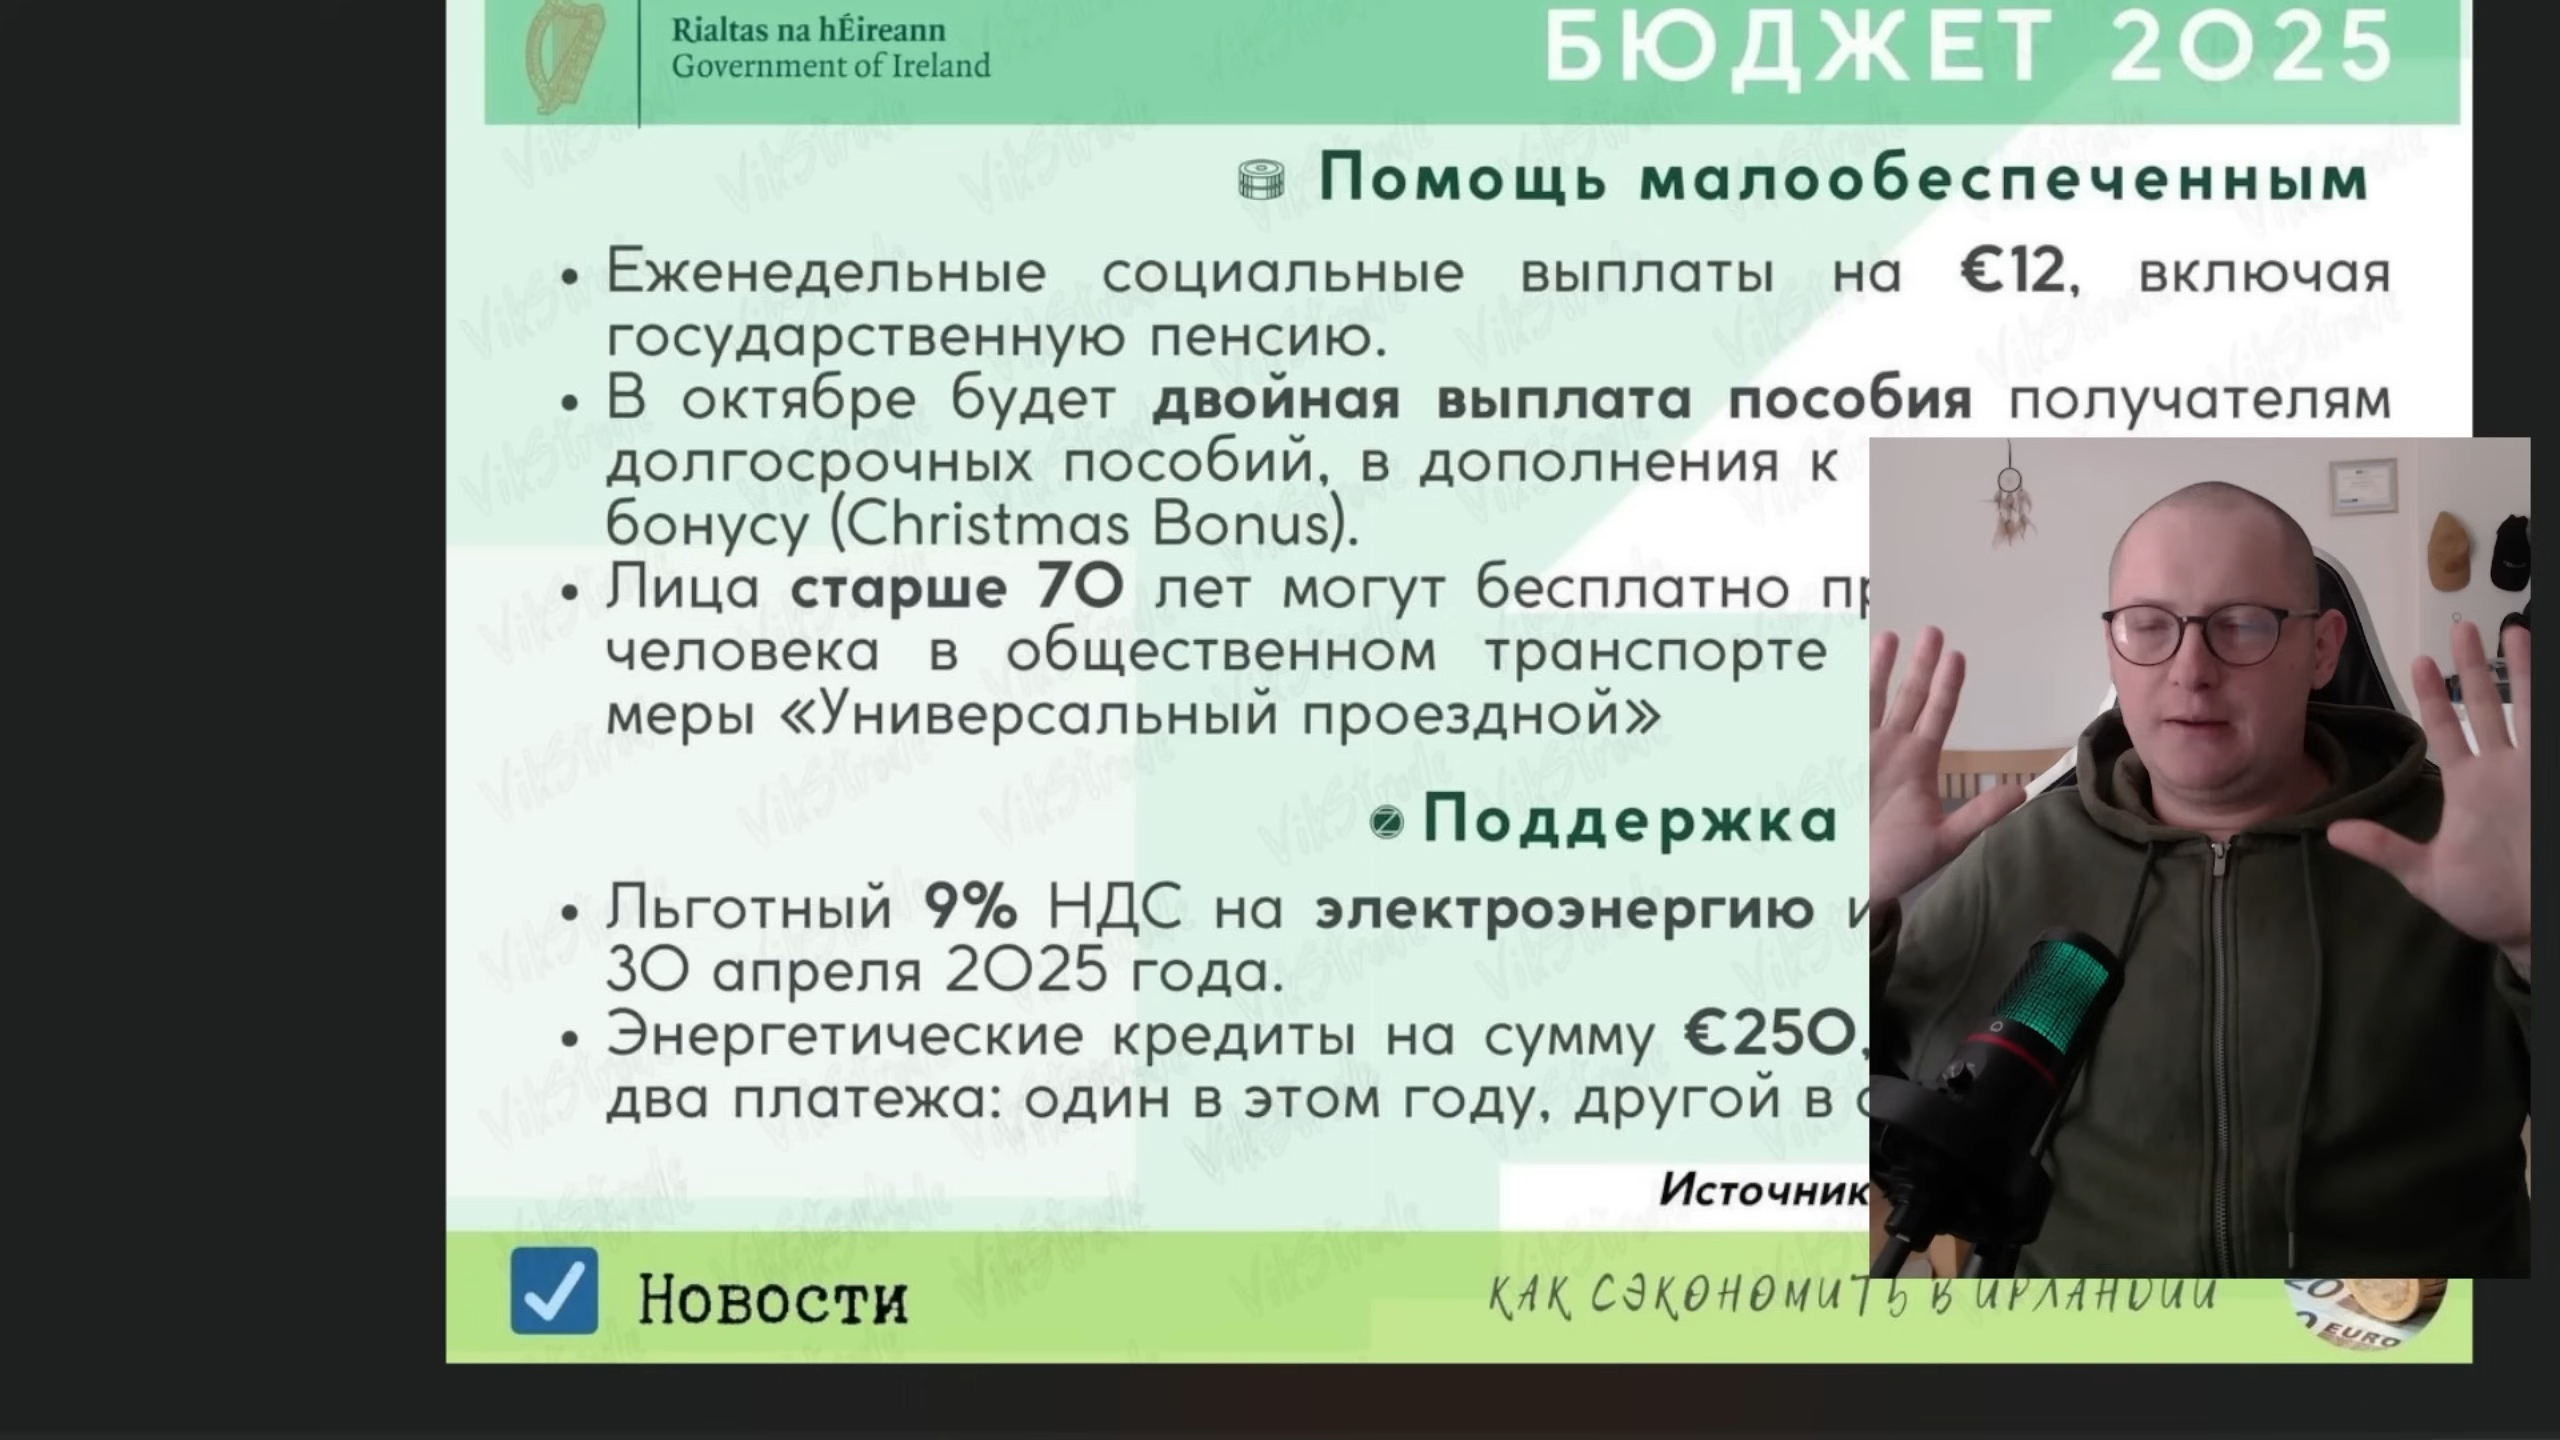 Rialtas na hÉireann
Government of Ireland
БЮДЖЕТ 2025
Помощь малообеспеченным
• Еженедельные социальные выплаты на €12, включая
государственную пенсию.
• В октябре будет двойная выплата пособия получателям
долгосрочных пособий, в дополнения к
бонусу (Christmas Bonus).
• Лица старше 70 лет могут бесплатно
человека в общественном транспорте
меры «Универсальный проездной»
Поддержка
• Льготный 9% НДС на электроэнергию и
30 апреля 2025 года.
• Энергетические кредиты на сумму €250,
два платежа: один в этом году, другой в
Источник
Новости
КАК СЭКОНОМИТЬ В ИРЛАНДИИ
20
EURO
VikStrade